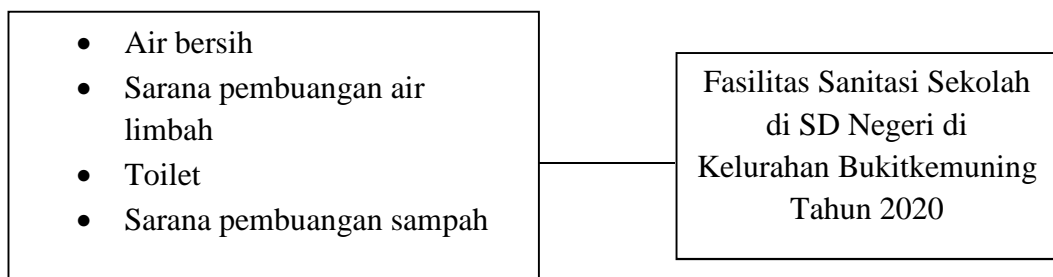 • Air bersih
• Sarana pembuangan air
limbah
• Toilet
• Sarana pembuangan sampah
Fasilitas Sanitasi Sekolah
di SD Negeri di
Kelurahan Bukitkemuning
Tahun 2020